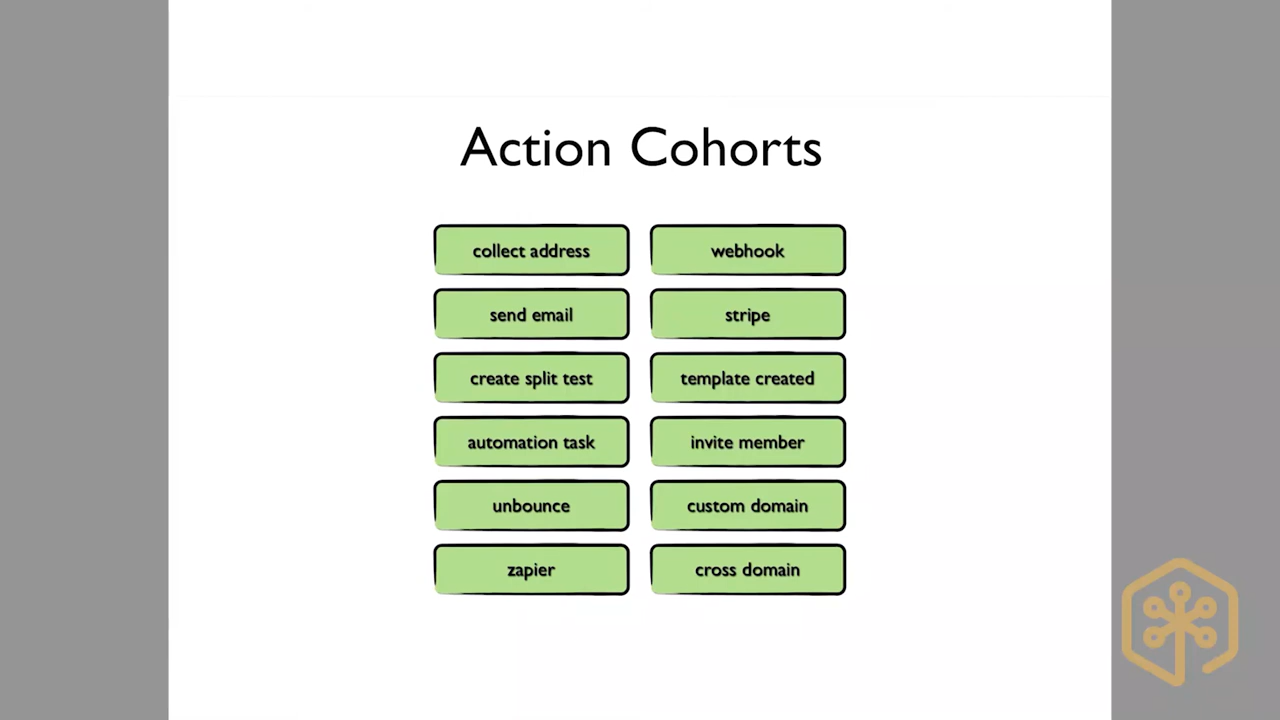 Action Cohorts
collect address
webhook
send email
stripe
create split test
template created
automation task
invite member
unbounce
custom domain
zapier
cross domain